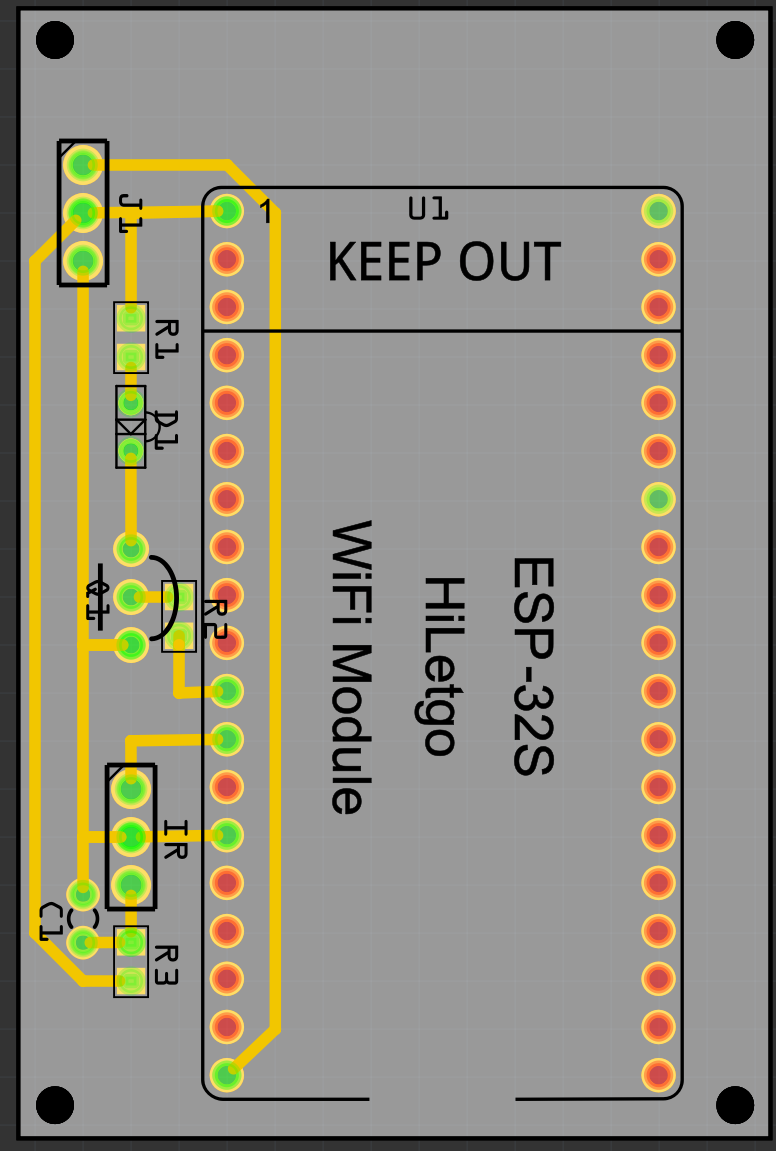 J1
1
U1
KEEP OUT
R1
D1
Q1
R2
ESP-32S
HiLetgo
WiFi Module
IR
C1
R3